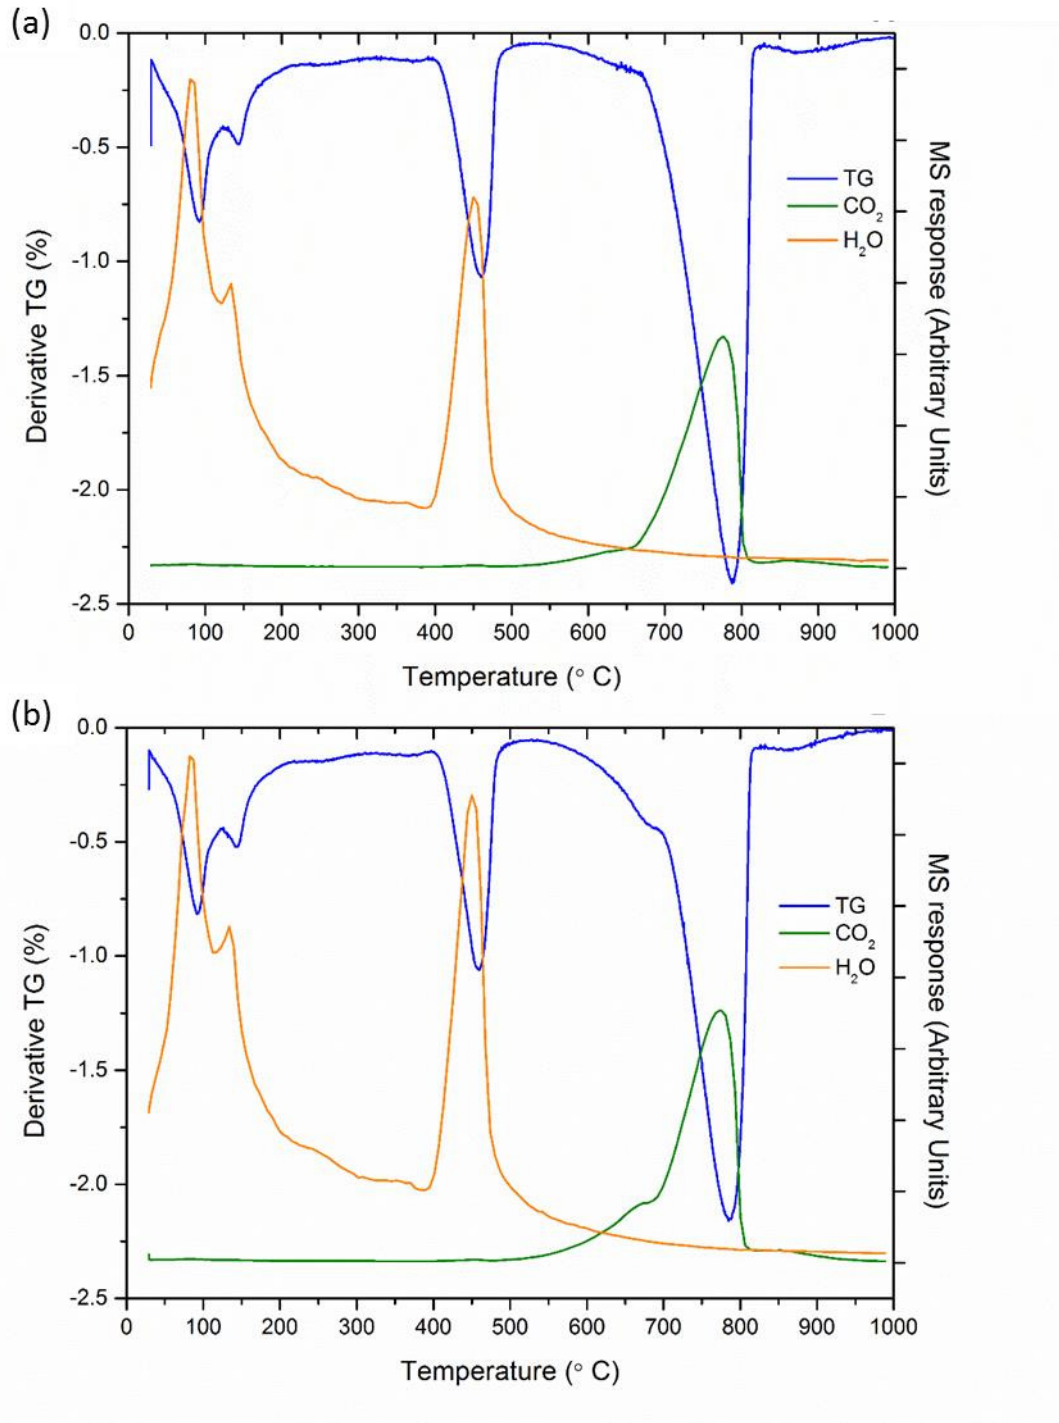 (a)
0.0
-0.5
-1.0
-1.5
-2.0
-2.5
Derivative TG (%)
TG
CO₂
H₂O
MS response (Arbitrary Units)
0 100 200 300 400 500 600 700 800 900 1000
Temperature (° C)
(b)
0.0
-0.5
-1.0
-1.5
-2.0
-2.5
Derivative TG (%)
TG
CO₂
H₂O
MS response (Arbitrary Units)
0 100 200 300 400 500 600 700 800 900 1000
Temperature (° C)